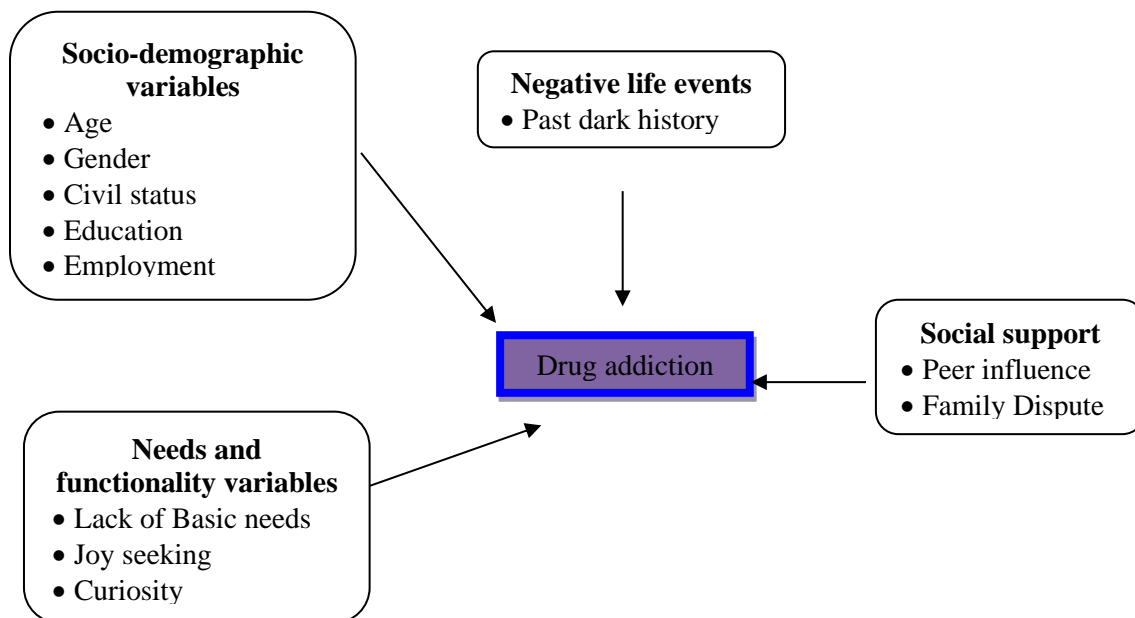 Socio-demographic
variables
• Age
• Gender
• Civil status
• Education
• Employment
Negative life events
• Past dark history
Drug addiction
Social support
• Peer influence
• Family Dispute
Needs and
functionality variables
• Lack of Basic needs
• Joy seeking
• Curiosity